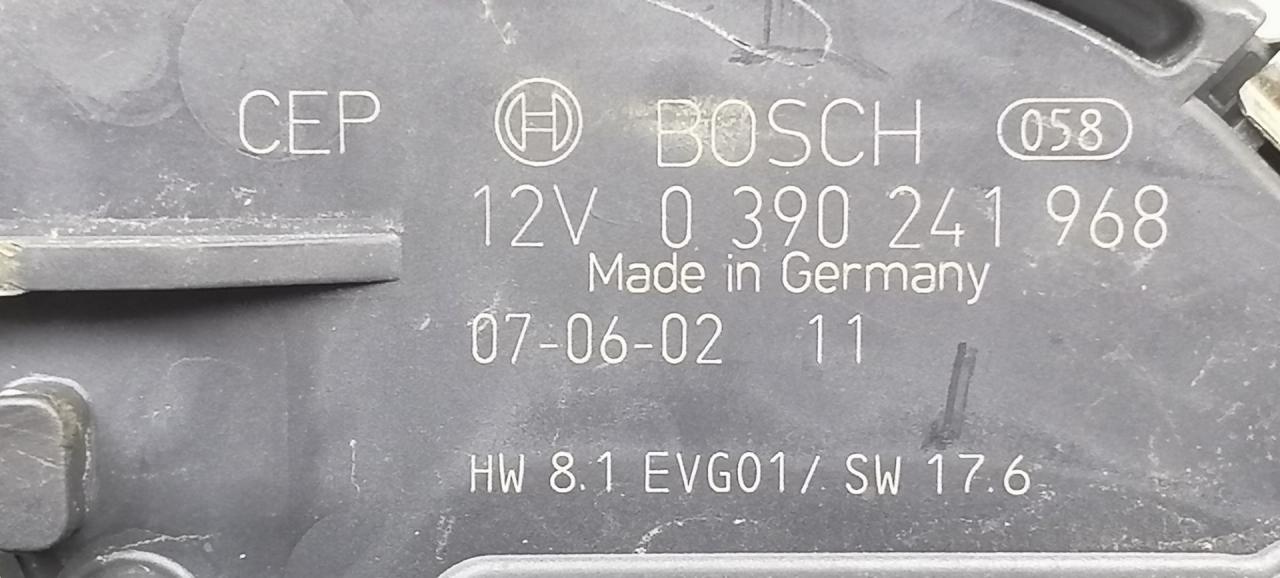 CEP BOSCH 058
12V 0 390 241 968
Made in Germany
07-06-02 11
HW 8.1 EVG01/ SW 17.6